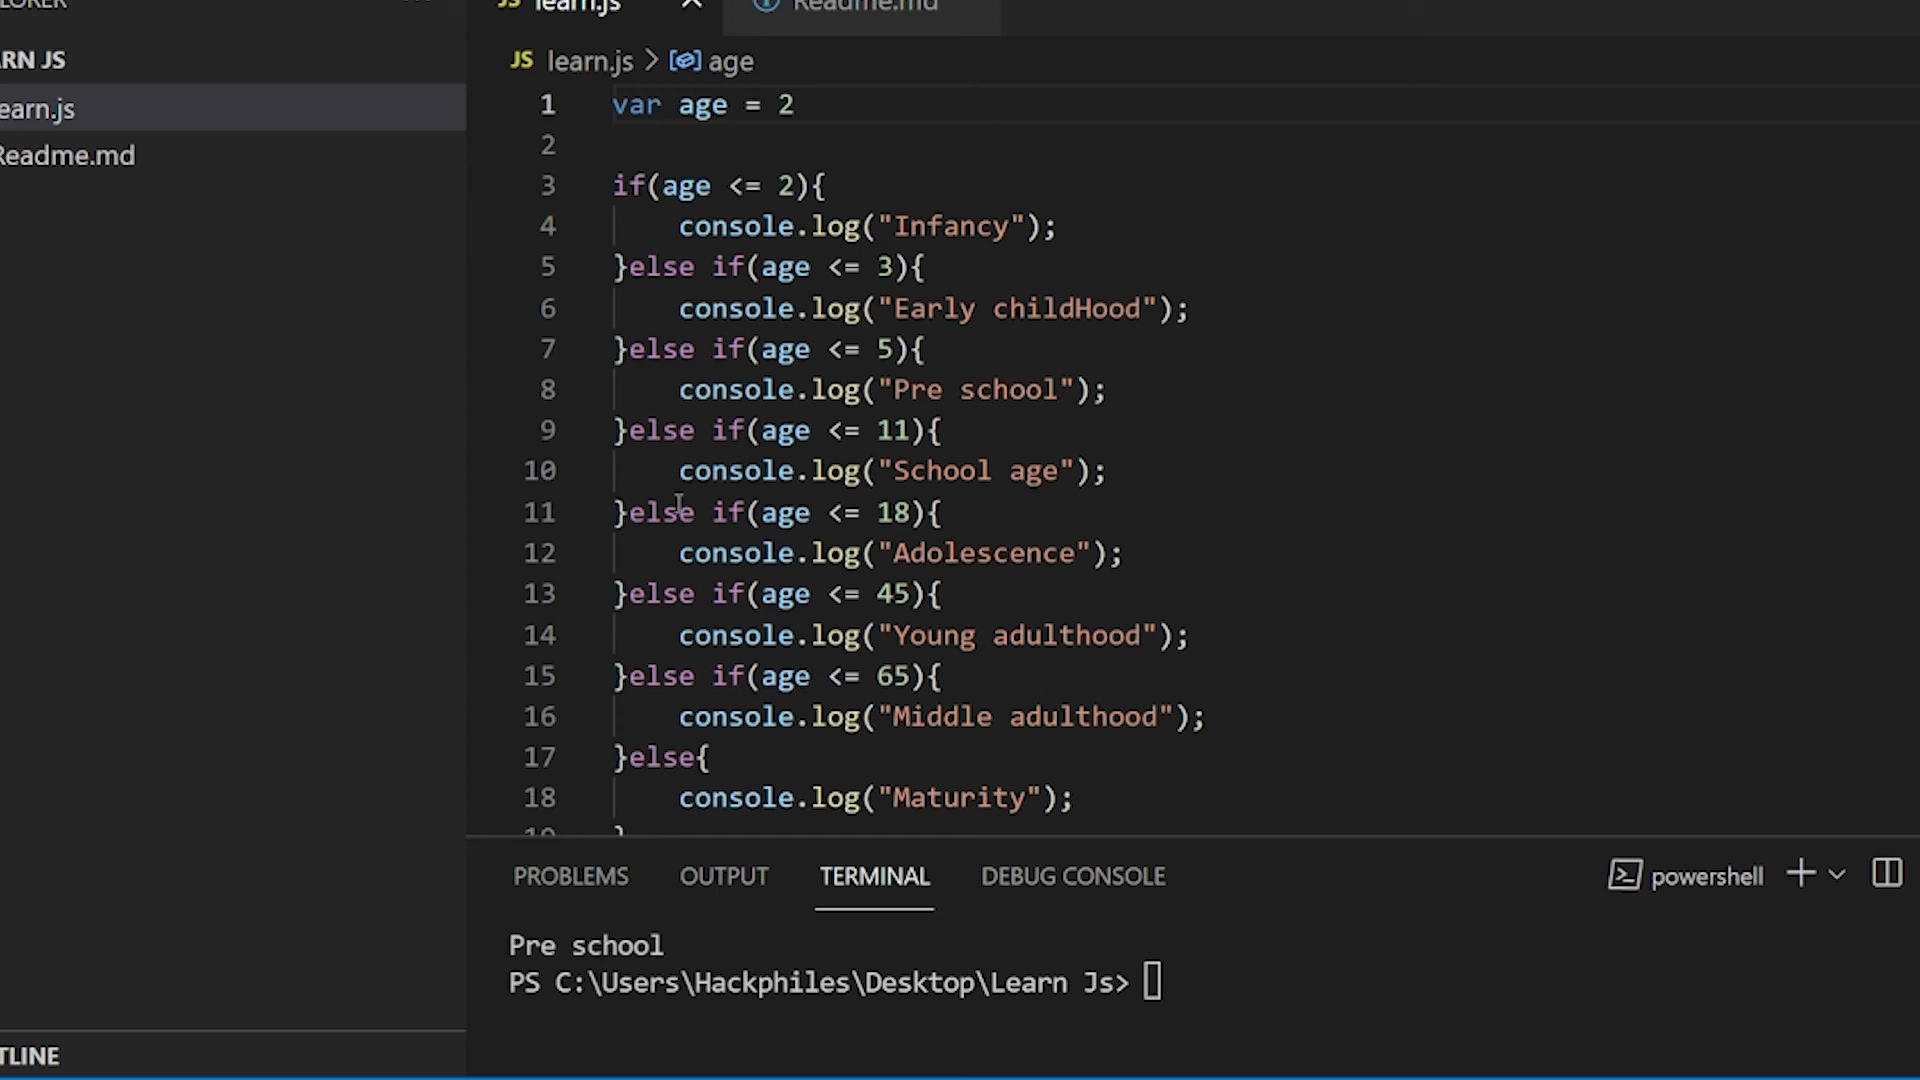 JS learn.js
Readme.md
RN JS
earn.js
Readme.md
JS learn.js > age
1 var age = 2
2
3 if(age <= 2){
4 console.log("Infancy");
5 }else if(age <= 3){
6 console.log("Early childHood");
7 }else if(age <= 5){
8 console.log("Pre school");
9 }else if(age <= 11){
10 console.log("School age");
11 }else if(age <= 18){
12 console.log("Adolescence");
13 }else if(age <= 45){
14 console.log("Young adulthood");
15 }else if(age <= 65){
16 console.log("Middle adulthood");
17 }else{
18 console.log("Maturity");
19 }
PROBLEMS OUTPUT TERMINAL DEBUG CONSOLE
powershell
Pre school
PS C:\Users\Hackphiles\Desktop\Learn Js>
TLINE